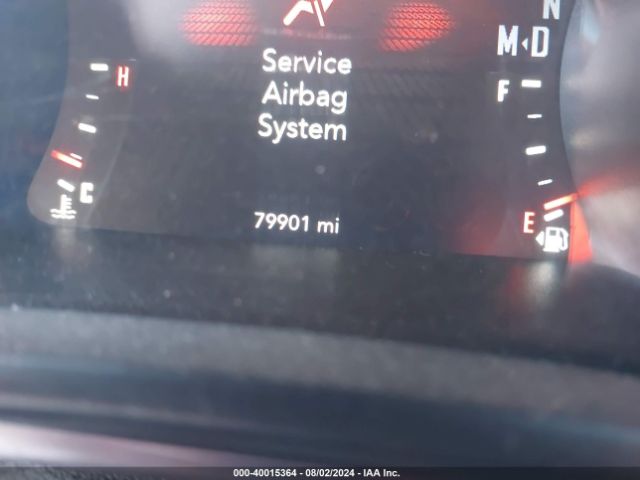 N
M D
Service
H
F
Airbag
System
C
79901 mi
E
000-40015364 - 08/02/2024 - IAA Inc.